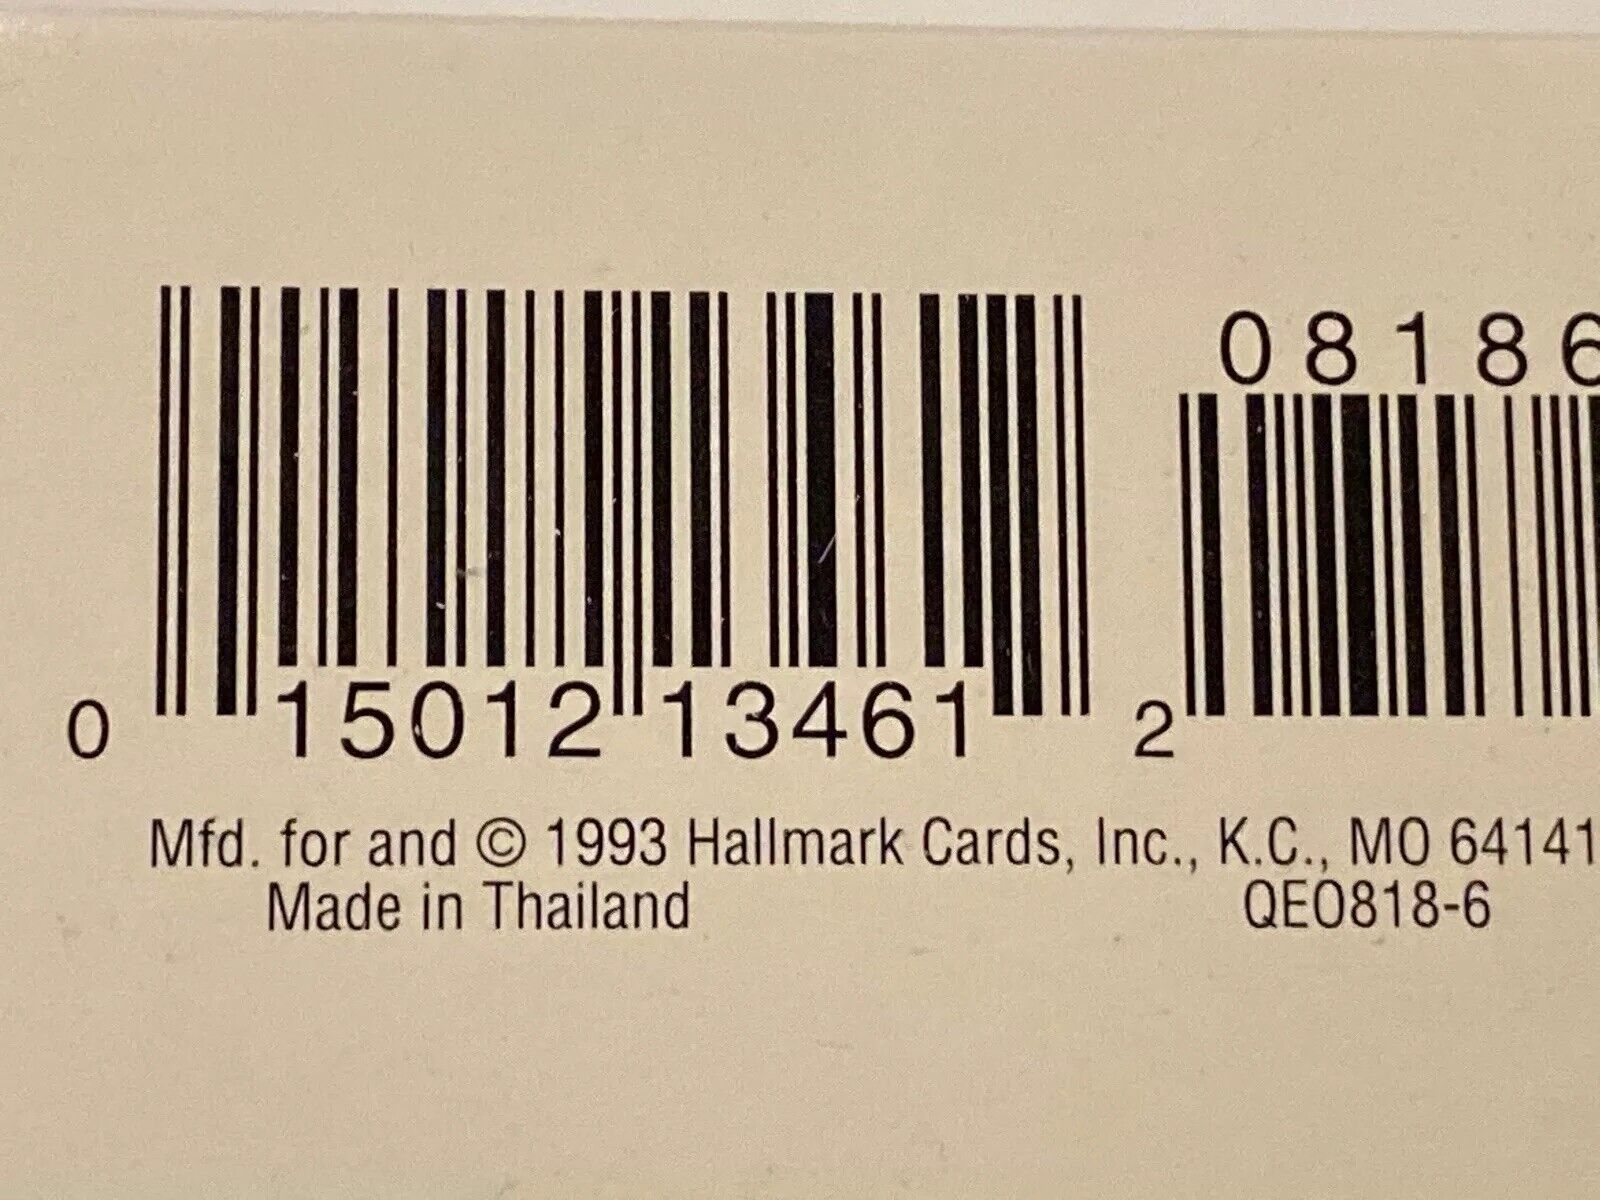 08186
0 15012 13461 2
Mfd. for and © 1993 Hallmark Cards, Inc., K.C., MO 64141
Made in Thailand QEO818-6